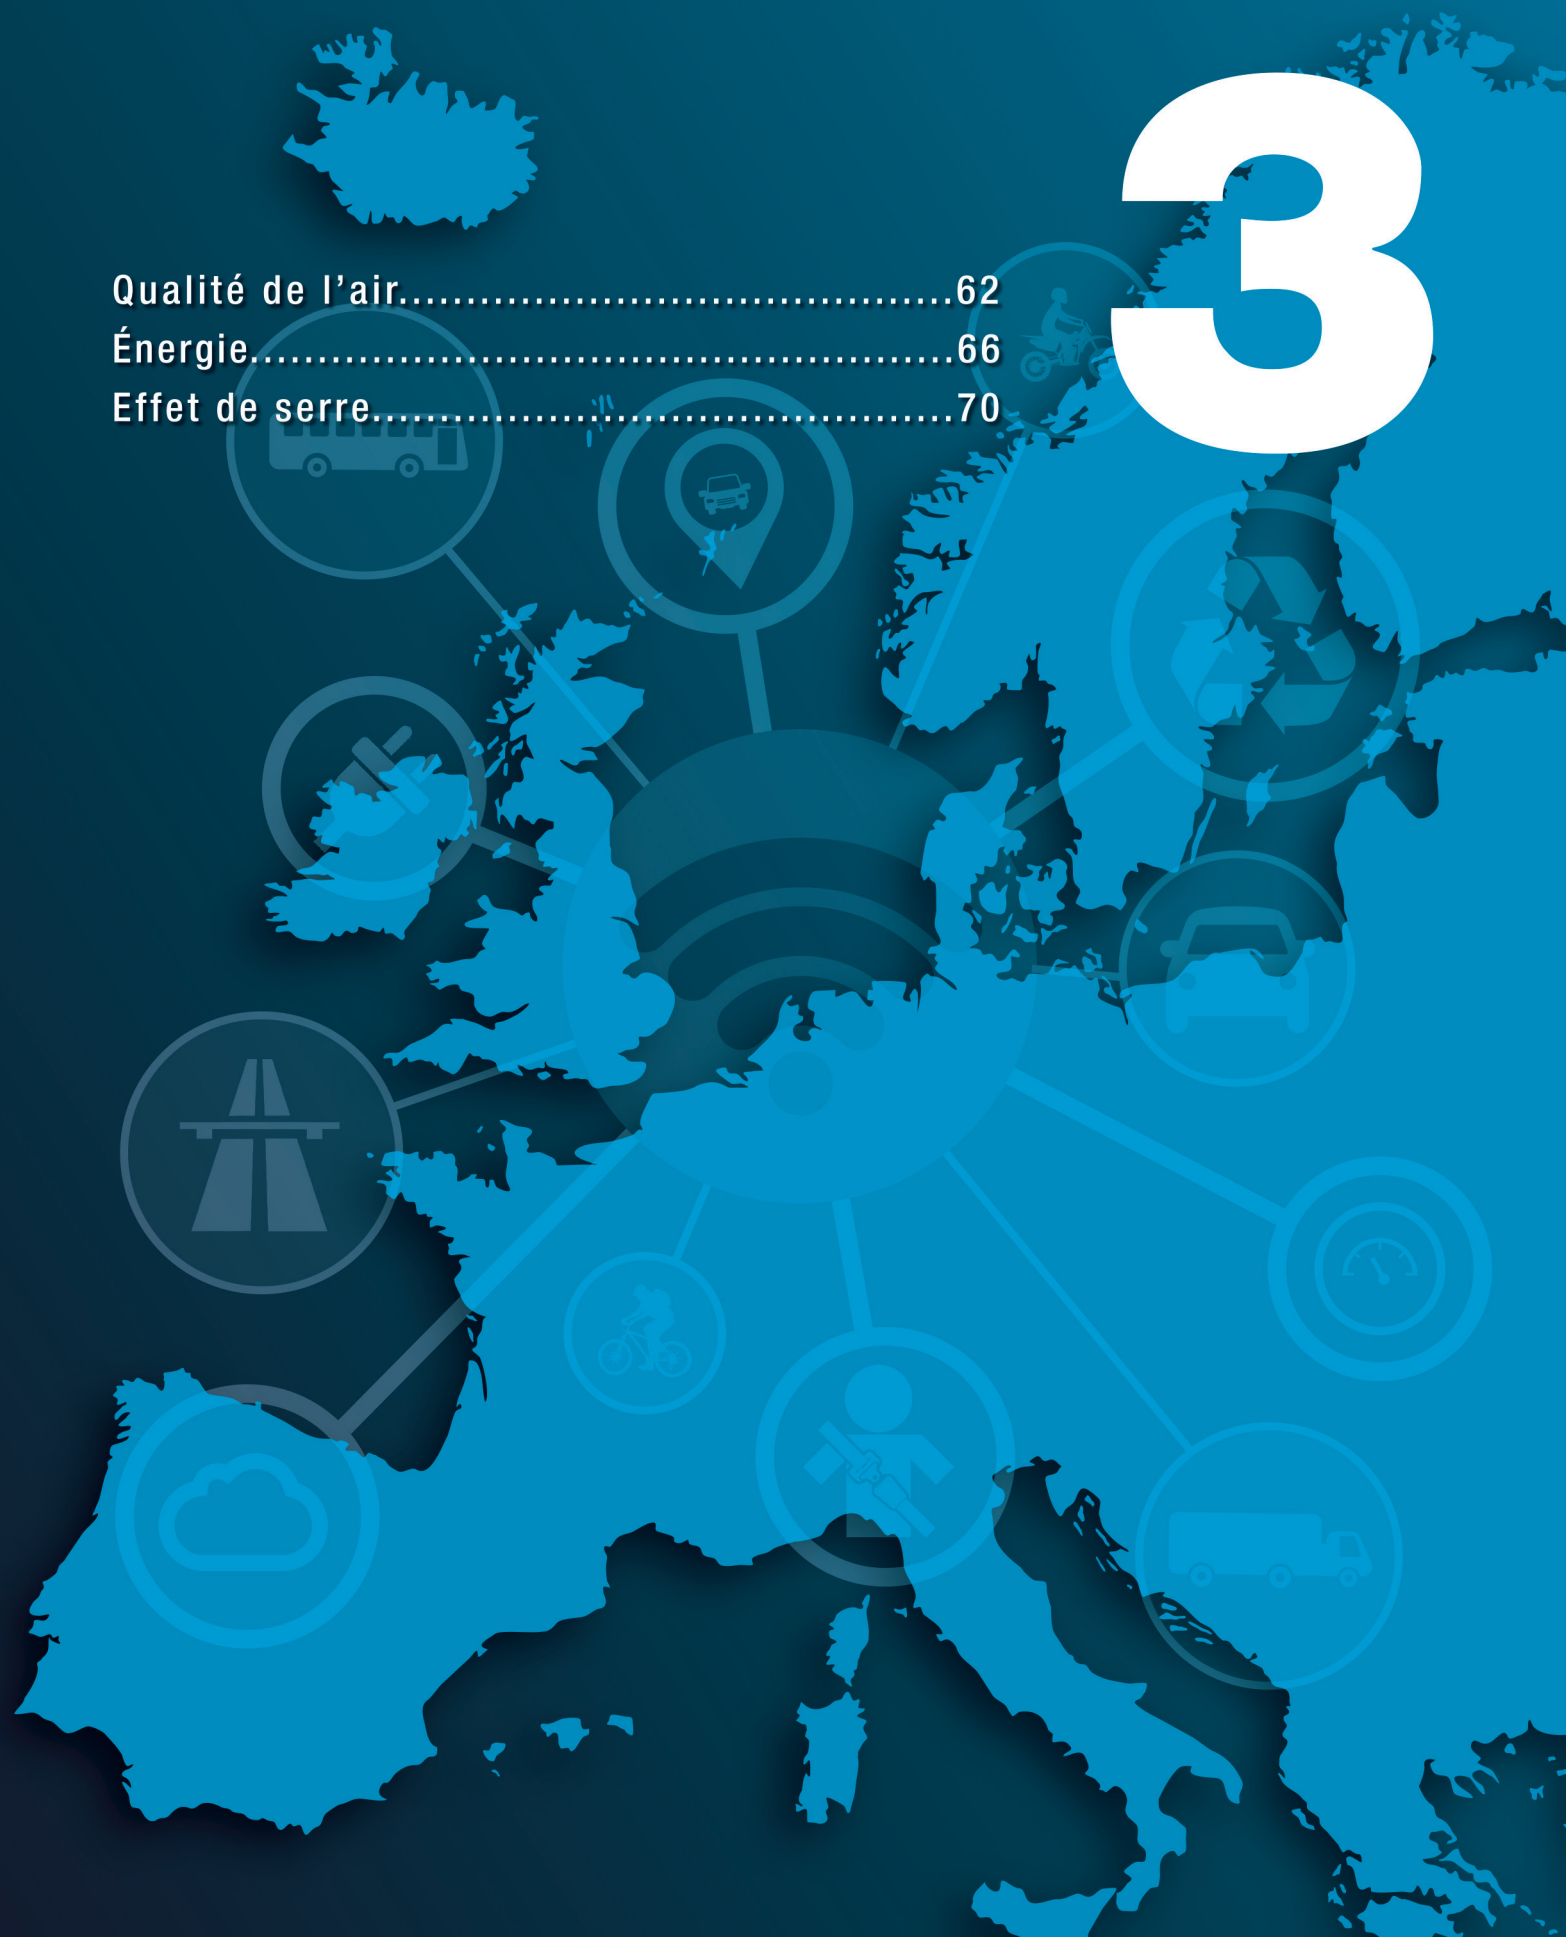 3
Qualité de l’air.........................................62
Énergie....................................................66
Effet de serre...........................................70